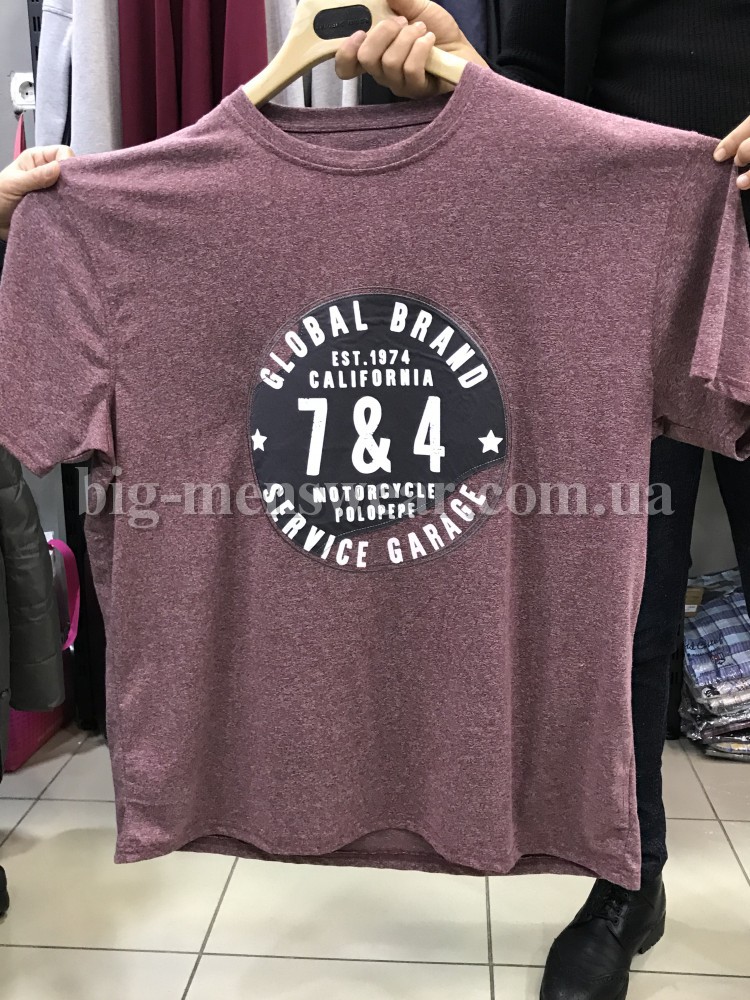 GLOBAL BRAND
EST.1974
CALIFORNIA
7 & 4
MOTORCYCLE
POLOPEPE
SERVICE GARAGE
big-menswear.com.ua